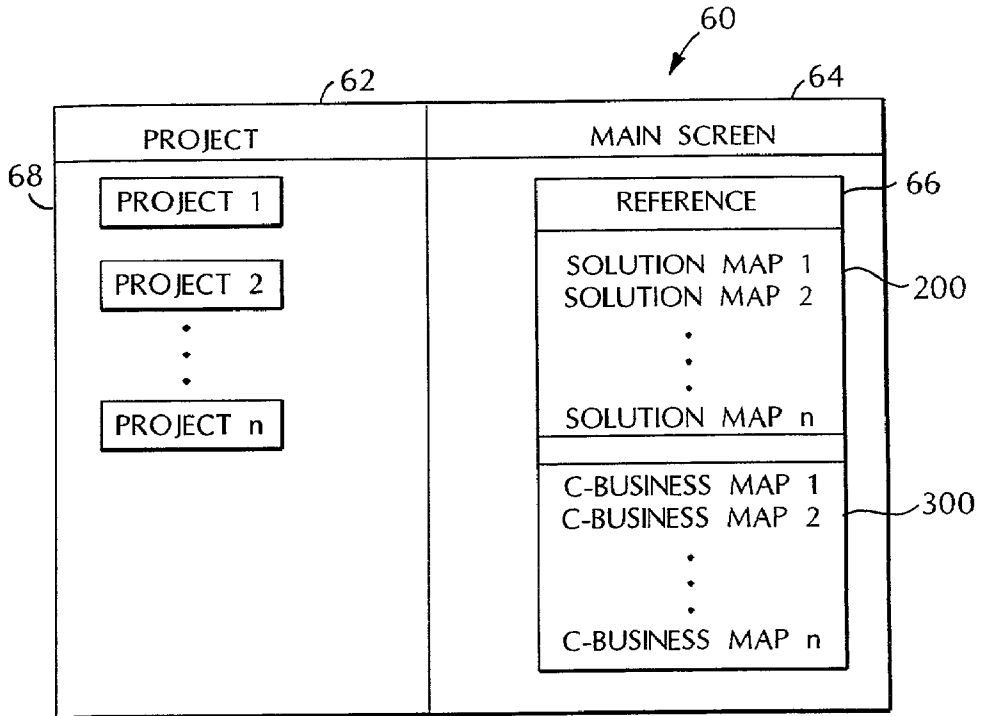 60
62
64
PROJECT
MAIN SCREEN
68
PROJECT 1
PROJECT 2
PROJECT n
66
REFERENCE
SOLUTION MAP 1
SOLUTION MAP 2
200
SOLUTION MAP n
C-BUSINESS MAP 1
C-BUSINESS MAP 2
300
C-BUSINESS MAP n